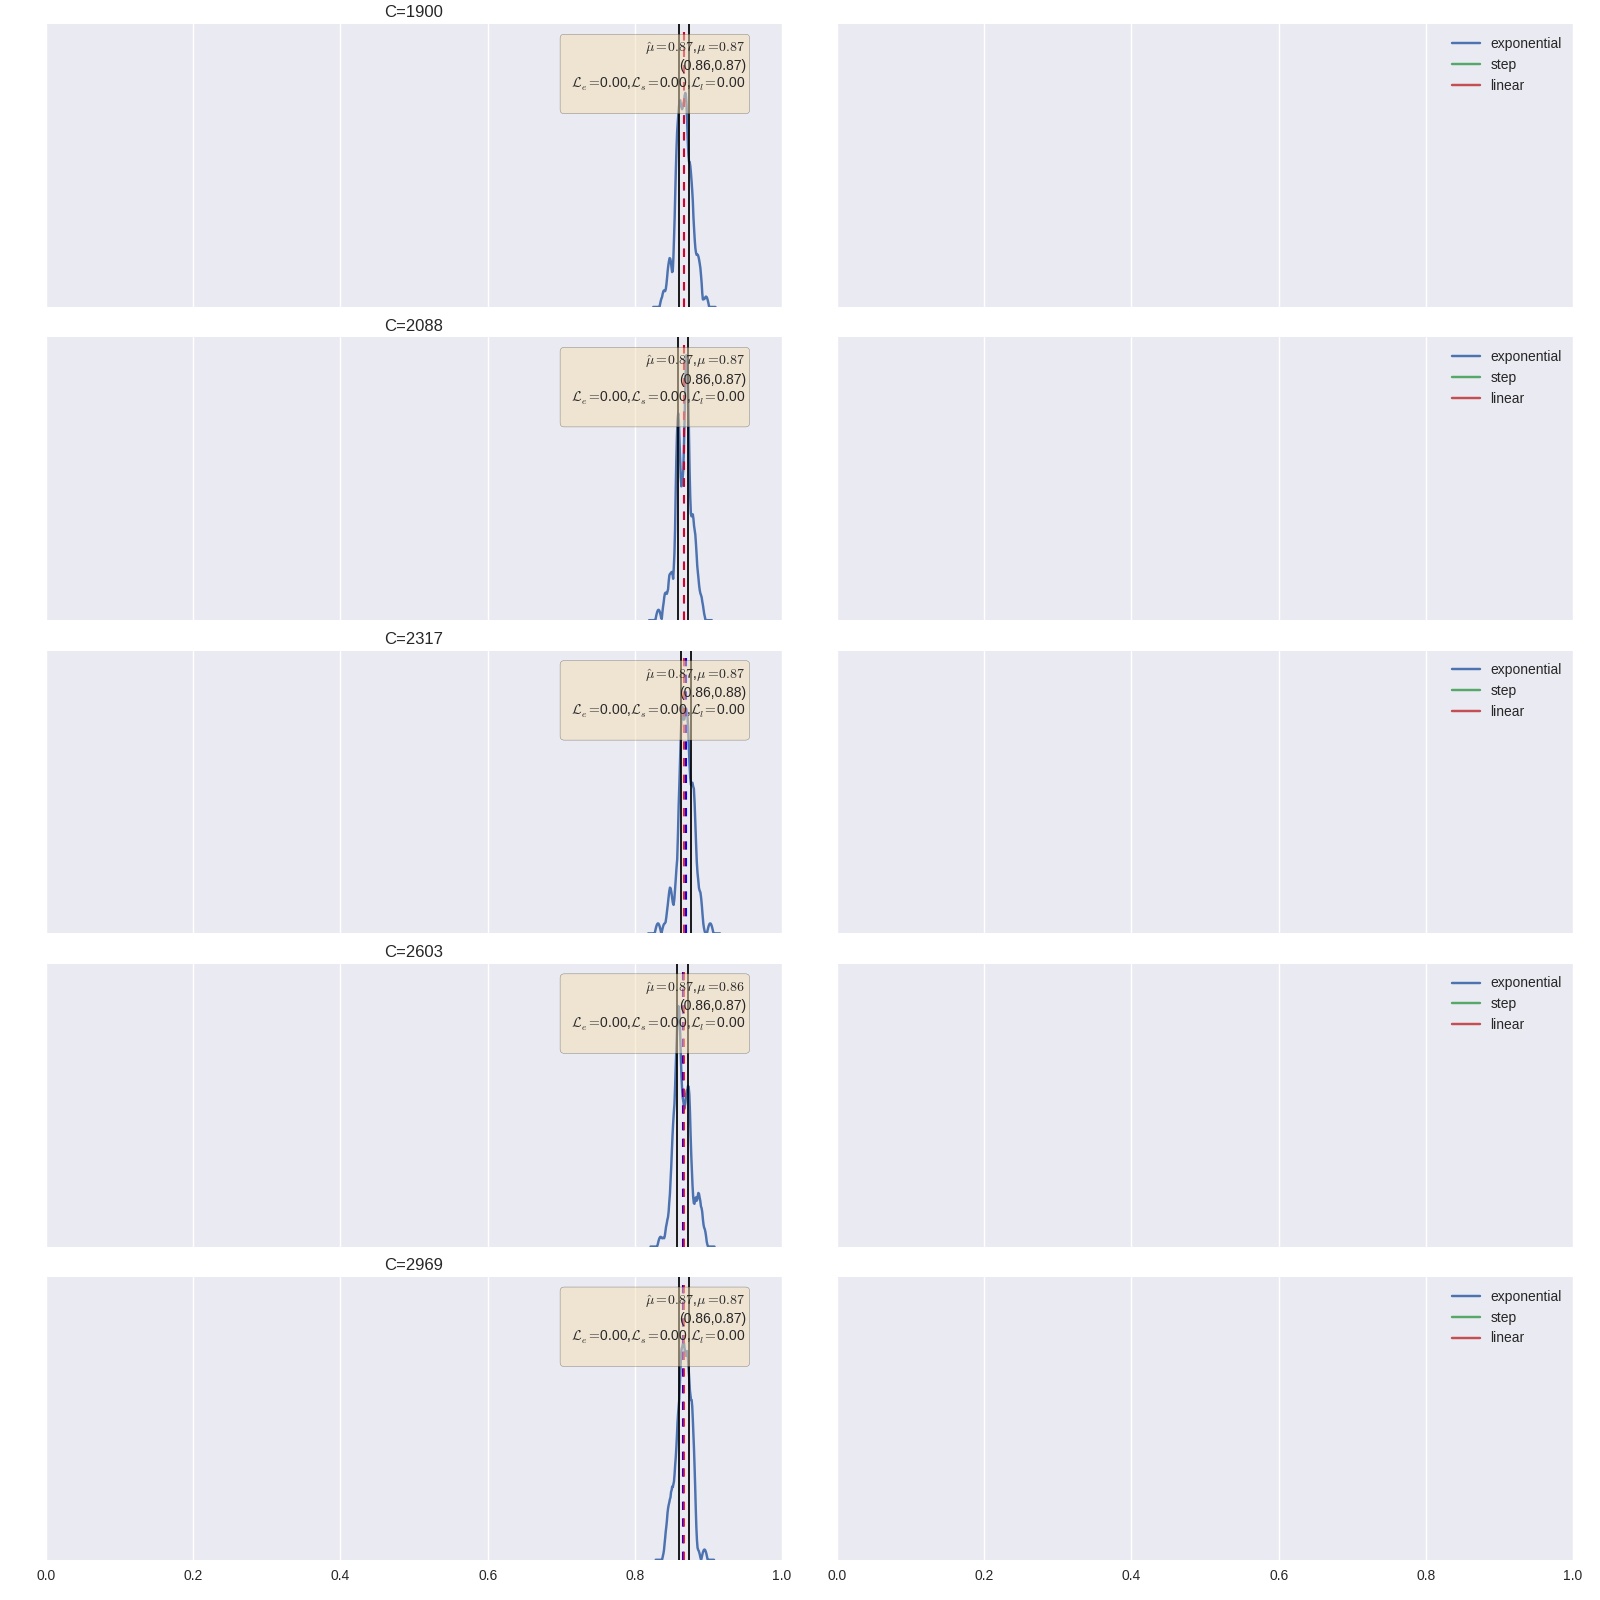 C=1900
μ̂=0.87,μ=0.87
(0.86,0.87)
ℒₑ=0.00,ℒₛ=0.00,ℒₗ=0.00
exponential
step
linear
C=2088
μ̂=0.87,μ=0.87
(0.86,0.87)
ℒₑ=0.00,ℒₛ=0.00,ℒₗ=0.00
exponential
step
linear
C=2317
μ̂=0.87,μ=0.87
(0.86,0.88)
ℒₑ=0.00,ℒₛ=0.00,ℒₗ=0.00
exponential
step
linear
C=2603
μ̂=0.87,μ=0.86
(0.86,0.87)
ℒₑ=0.00,ℒₛ=0.00,ℒₗ=0.00
exponential
step
linear
C=2969
μ̂=0.87,μ=0.87
(0.86,0.87)
ℒₑ=0.00,ℒₛ=0.00,ℒₗ=0.00
exponential
step
linear
0.0 0.2 0.4 0.6 0.8 1.0
0.0 0.2 0.4 0.6 0.8 1.0